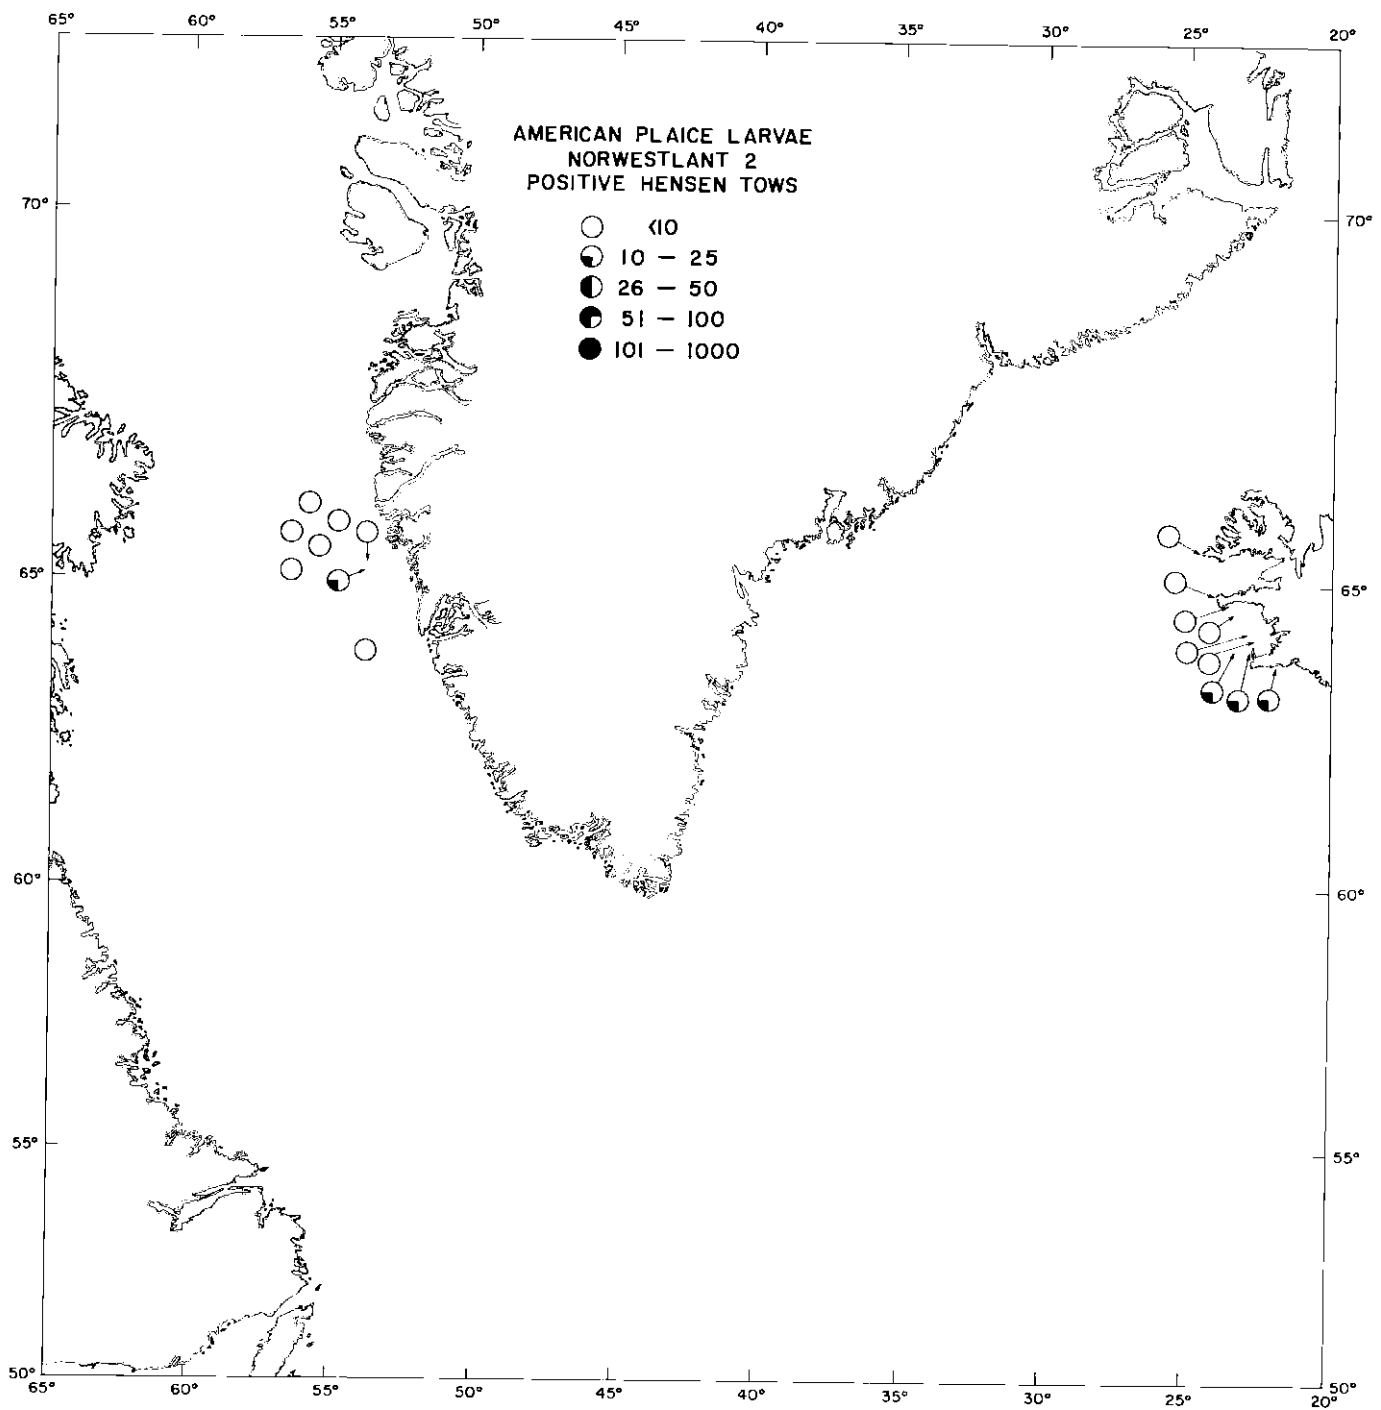 65° 60° 55° 50° 45° 40° 35° 30° 25° 20°
AMERICAN PLAICE LARVAE
NORWESTLANT 2
POSITIVE HENSEN TOWS
<10
10 — 25
26 — 50
51 — 100
101 — 1000
70° 70°
65° 65°
60° 60°
55° 55°
50° 50°
65° 60° 55° 50° 45° 40° 35° 30° 25° 20°